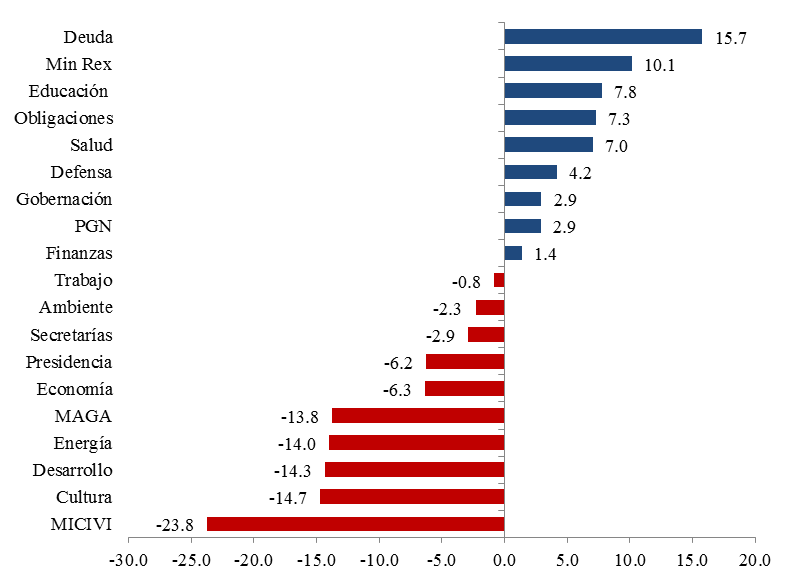 Deuda 15.7
Min Rex 10.1
Educación 7.8
Obligaciones 7.3
Salud 7.0
Defensa 4.2
Gobernación 2.9
PGN 2.9
Finanzas 1.4
Trabajo -0.8
Ambiente -2.3
Secretarías -2.9
Presidencia -6.2
Economía -6.3
MAGA -13.8
Energía -14.0
Desarrollo -14.3
Cultura -14.7
MICIVI -23.8
-30.0 -25.0 -20.0 -15.0 -10.0 -5.0 0.0 5.0 10.0 15.0 20.0